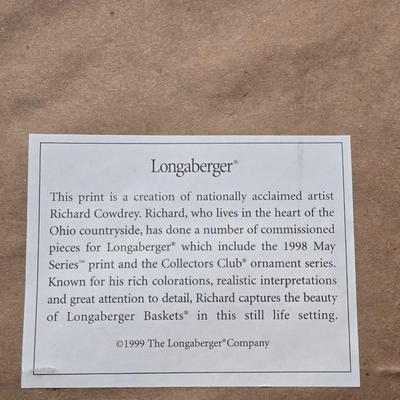 Longaberger®
This print is a creation of nationally acclaimed artist
Richard Cowdrey. Richard, who lives in the heart of the
Ohio countryside, has done a number of commissioned
pieces for Longaberger® which include the 1998 May
Series™ print and the Collectors Club® ornament series.
Known for his rich colorations, realistic interpretations
and great attention to detail, Richard captures the beauty
of Longaberger Baskets® in this still life setting.
©1999 The Longaberger® Company